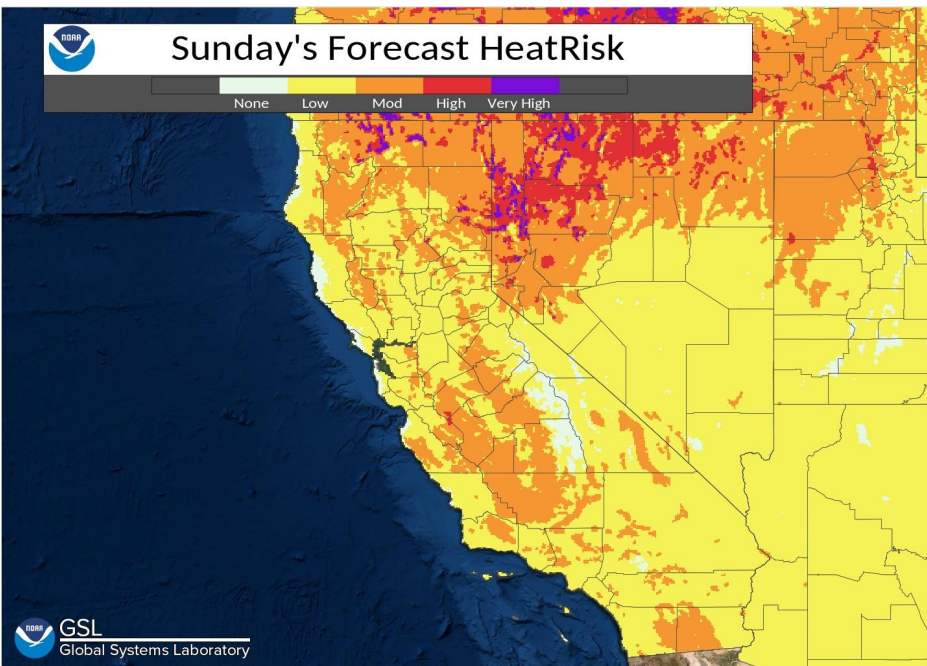 NOAA
Sunday's Forecast HeatRisk
None Low Mod High Very High
NOAA
GSL
Global Systems Laboratory